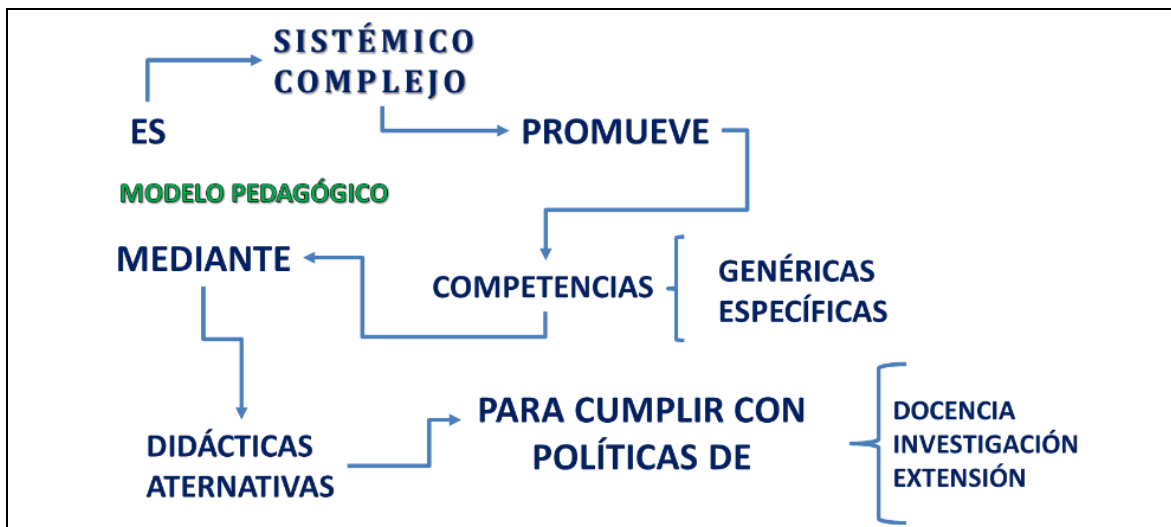 SISTÉMICO
COMPLEJO
ES
PROMUEVE
MODELO PEDAGÓGICO
MEDIANTE
COMPETENCIAS
GENÉRICAS
ESPECÍFICAS
DIDÁCTICAS
ATERNATIVAS
PARA CUMPLIR CON
POLÍTICAS DE
DOCENCIA
INVESTIGACIÓN
EXTENSIÓN